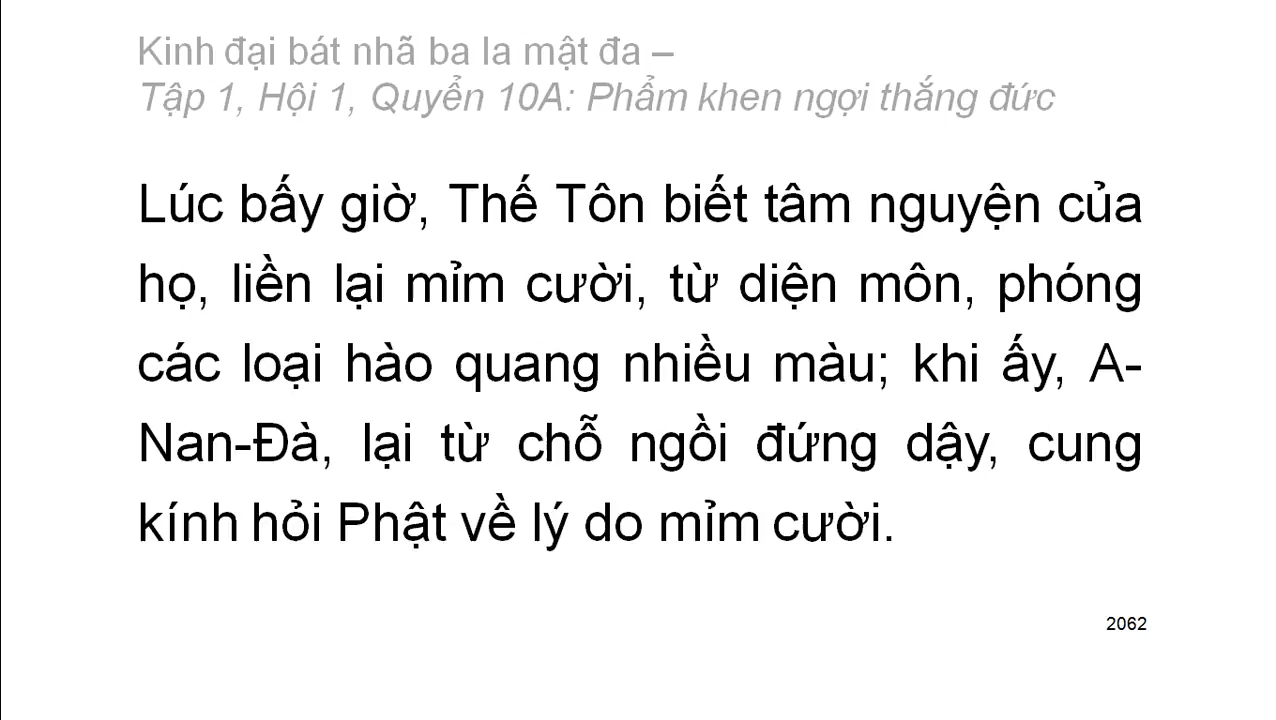 Kinh đại bát nhã ba la mật đa –
Tập 1, Hội 1, Quyển 10A: Phẩm khen ngợi thắng đức
Lúc bấy giờ, Thế Tôn biết tâm nguyện của
họ, liền lại mỉm cười, từ diện môn, phóng
các loại hào quang nhiều màu; khi ấy, A-
Nan-Đà, lại từ chỗ ngồi đứng dậy, cung
kính hỏi Phật về lý do mỉm cười.
2062